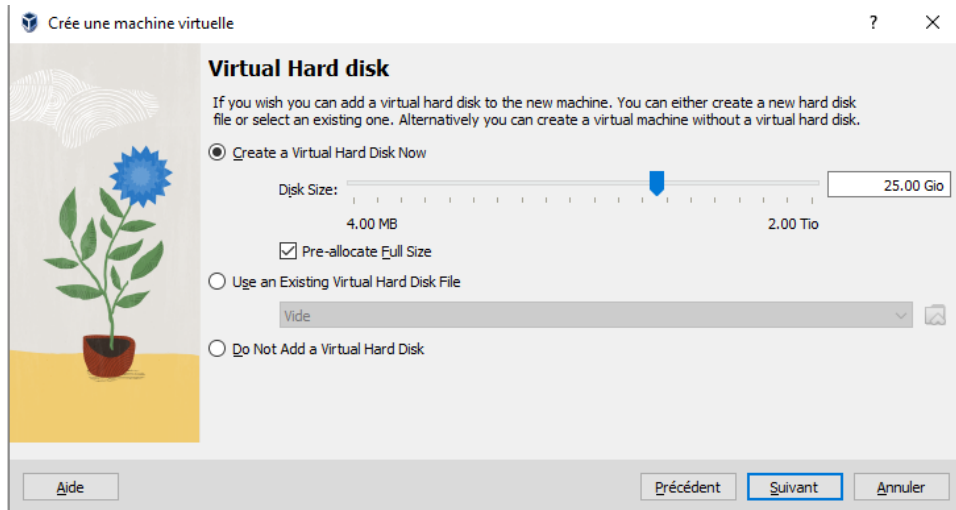 Crée une machine virtuelle
?
Virtual Hard disk
If you wish you can add a virtual hard disk to the new machine. You can either create a new hard disk
file or select an existing one. Alternatively you can create a virtual machine without a virtual hard disk.
Create a Virtual Hard Disk Now
Disk Size:
25.00 Gio
4.00 MB
2.00 Tio
Pre-allocate Full Size
Use an Existing Virtual Hard Disk File
Vide
Do Not Add a Virtual Hard Disk
Aide
Précédent
Suivant
Annuler